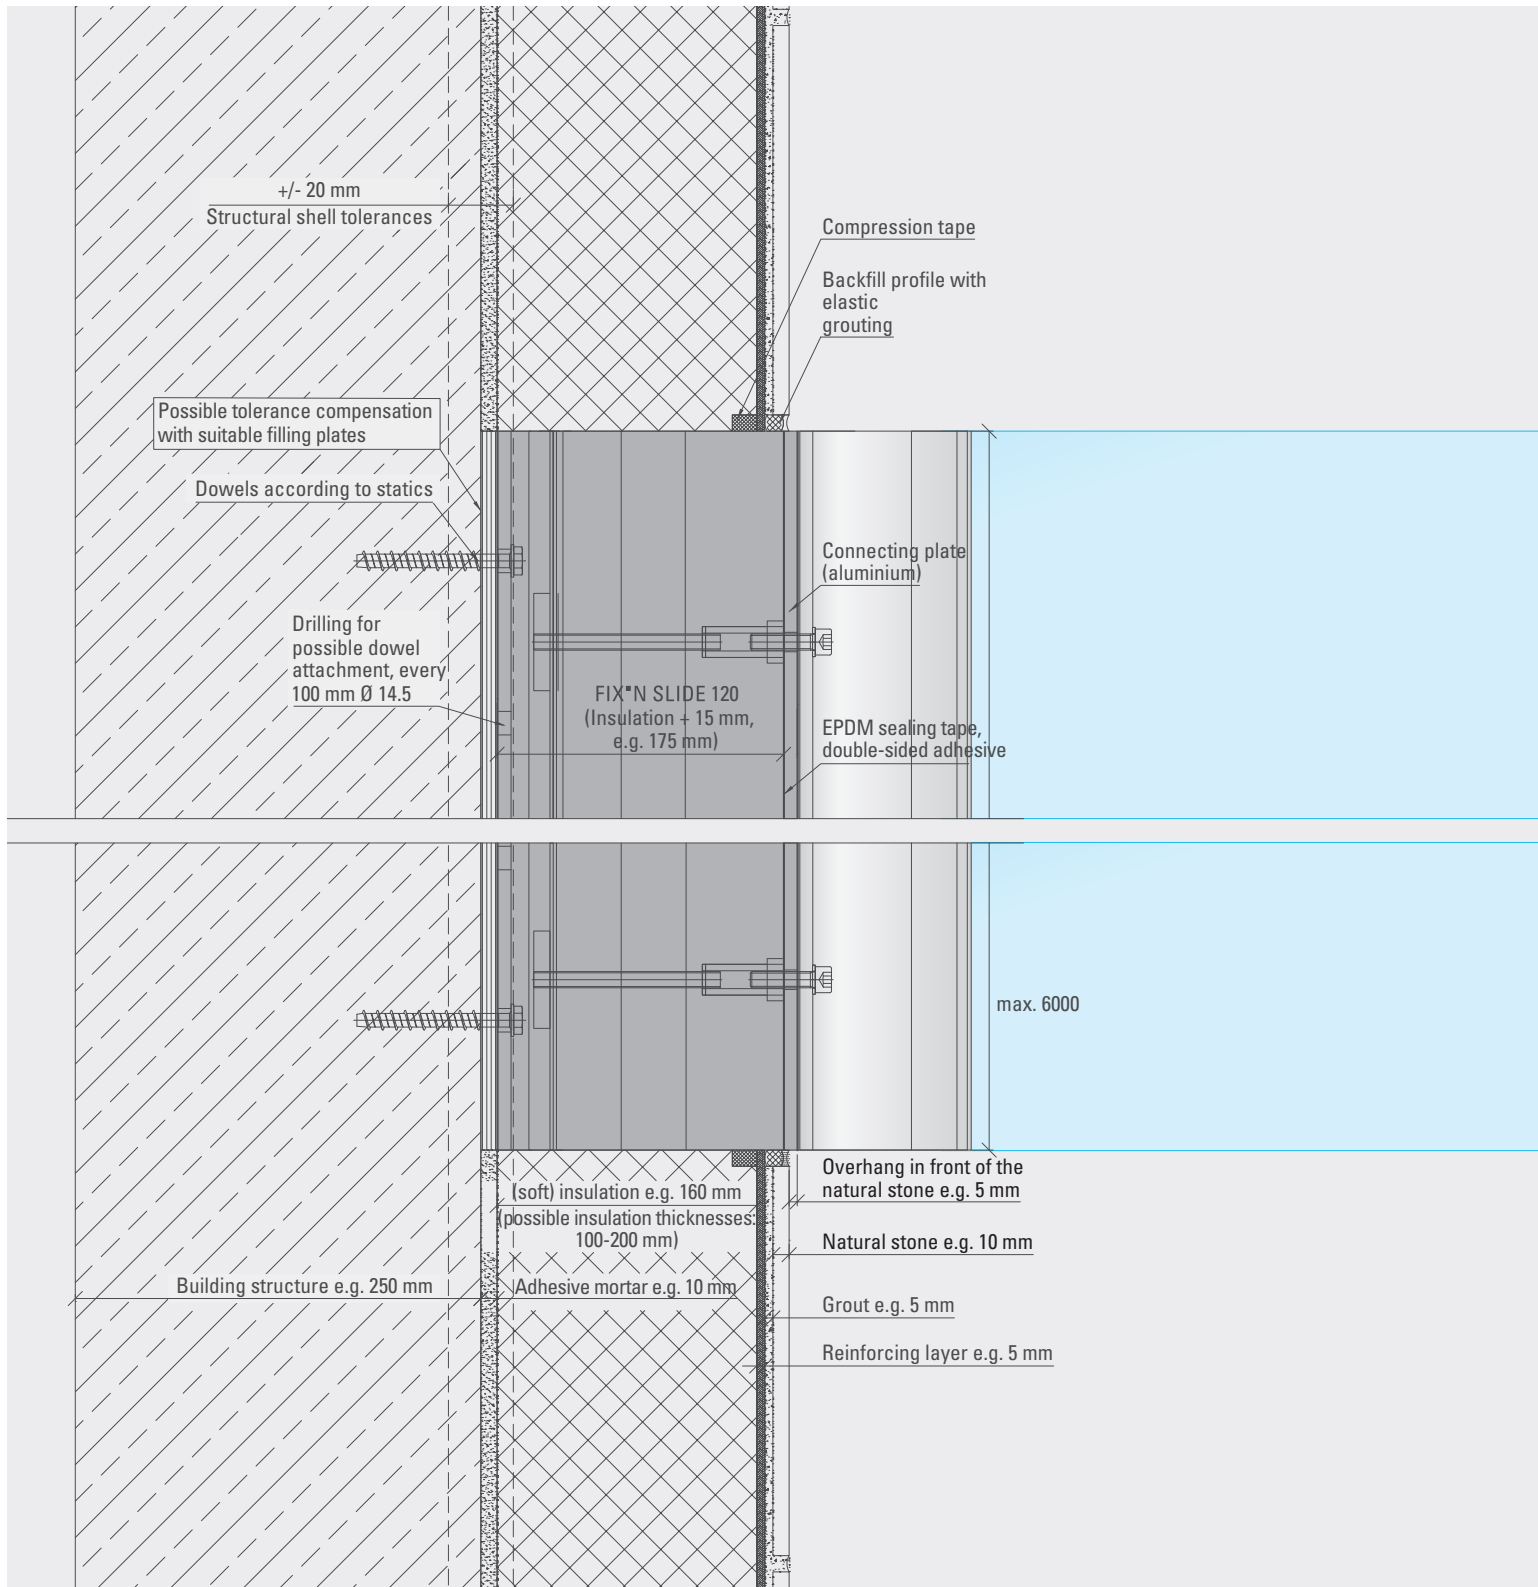 +/- 20 mm
Structural shell tolerances
Compression tape
Backfill profile with
elastic
grouting
Possible tolerance compensation
with suitable filling plates
Dowels according to statics
Connecting plate
(aluminium)
Drilling for
possible dowel
attachment, every
100 mm Ø 14.5
FIX▪N SLIDE 120
(Insulation + 15 mm,
e.g. 175 mm)
EPDM sealing tape,
double-sided adhesive
max. 6000
Overhang in front of the
natural stone e.g. 5 mm
(soft) insulation e.g. 160 mm
(possible insulation thicknesses:
100-200 mm)
Natural stone e.g. 10 mm
Building structure e.g. 250 mm
Adhesive mortar e.g. 10 mm
Grout e.g. 5 mm
Reinforcing layer e.g. 5 mm